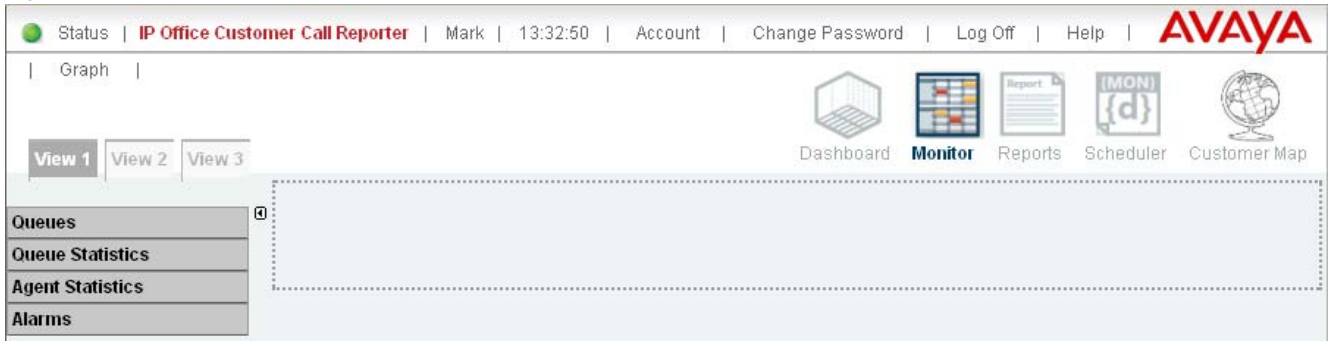 Status | IP Office Customer Call Reporter | Mark | 13:32:50 | Account | Change Password | Log Off | Help | AVAYA
| Graph |
Report (MON)
{d}
View 1 View 2 View 3
Dashboard Monitor Reports Scheduler Customer Map
Queues
Queue Statistics
Agent Statistics
Alarms